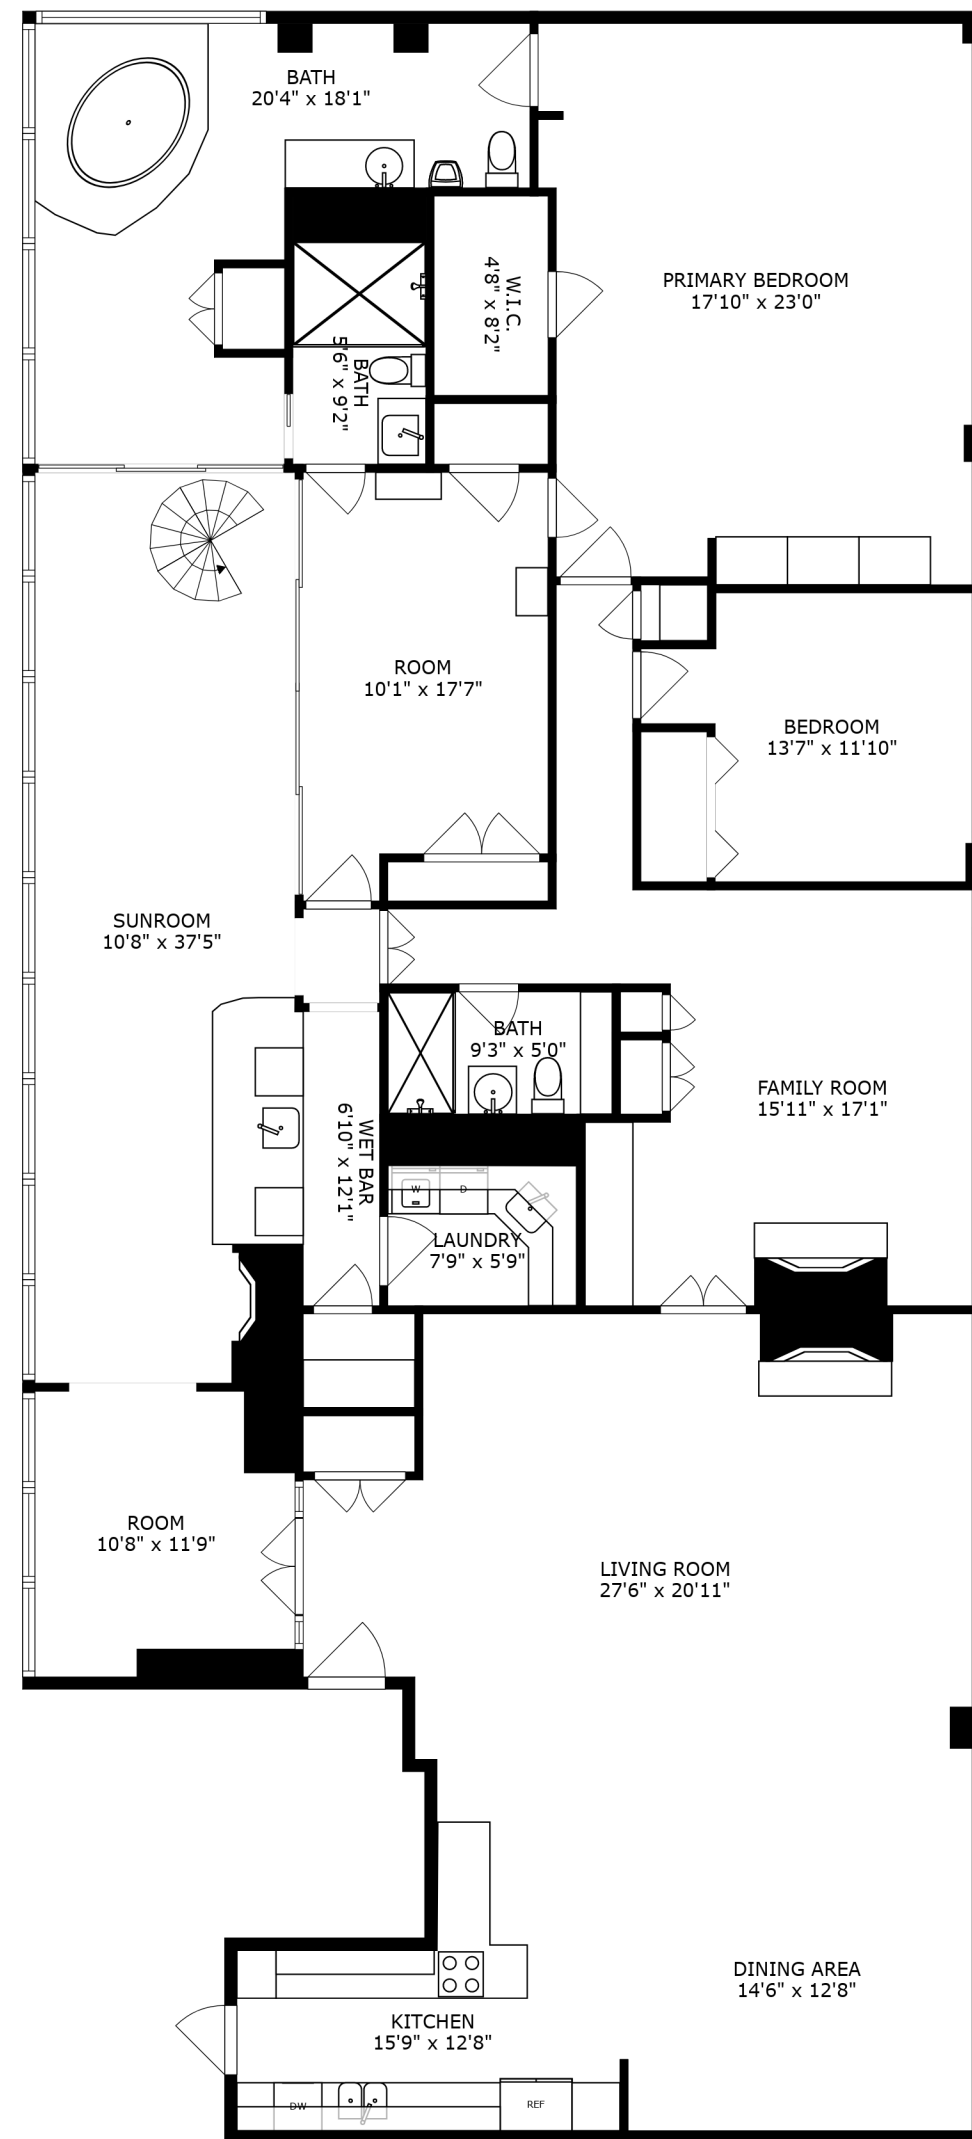 BATH
20'4" x 18'1"
PRIMARY BEDROOM
17'10" x 23'0"
W.I.C.
4'8" x 8'2"
BATH
5'6" x 9'2"
ROOM
10'1" x 17'7"
BEDROOM
13'7" x 11'10"
SUNROOM
10'8" x 37'5"
BATH
9'3" x 5'0"
FAMILY ROOM
15'11" x 17'1"
WET BAR
6'10" x 12'1"
W
D
LAUNDRY
7'9" x 5'9"
ROOM
10'8" x 11'9"
LIVING ROOM
27'6" x 20'11"
DINING AREA
14'6" x 12'8"
KITCHEN
15'9" x 12'8"
DW
REF